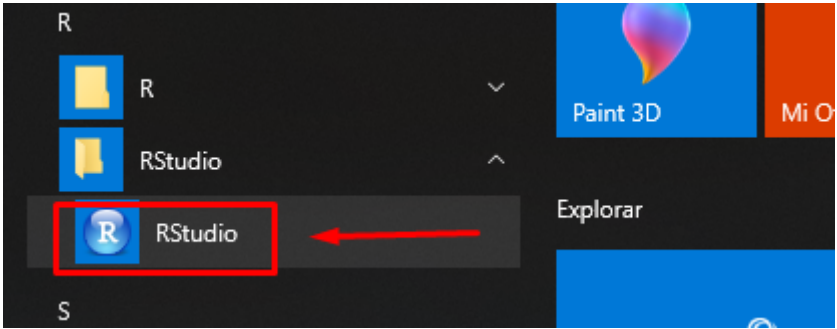 R
R
RStudio
R RStudio
S
Paint 3D
Mi O
Explorar